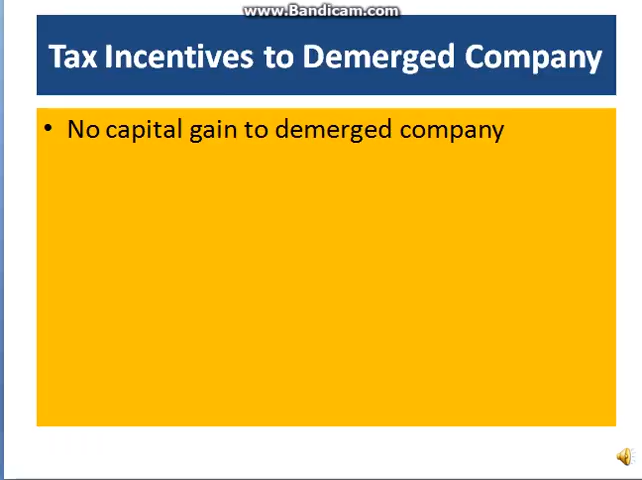 www.Bandicam.com
Tax Incentives to Demerged Company
• No capital gain to demerged company